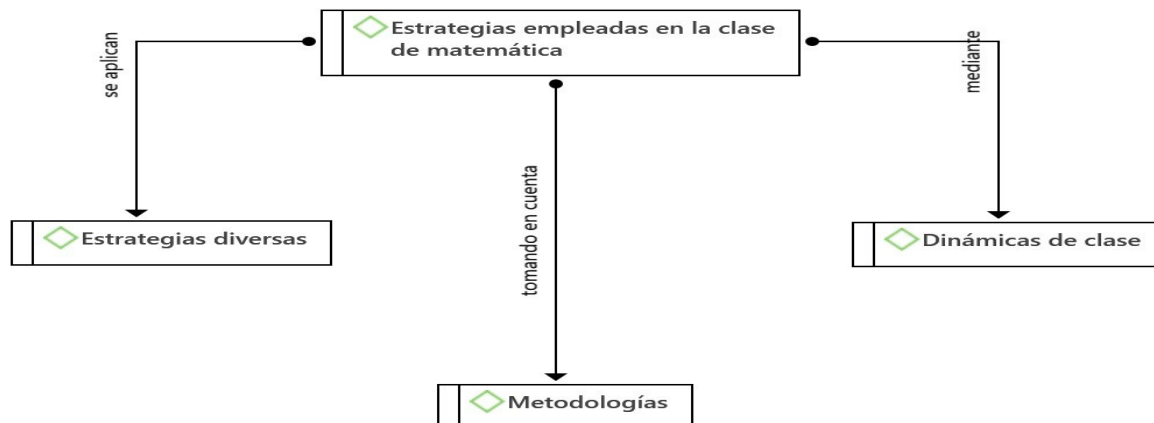 Estrategias empleadas en la clase
de matemática
se aplican
mediante
tomando en cuenta
Estrategias diversas
Dinámicas de clase
Metodologías